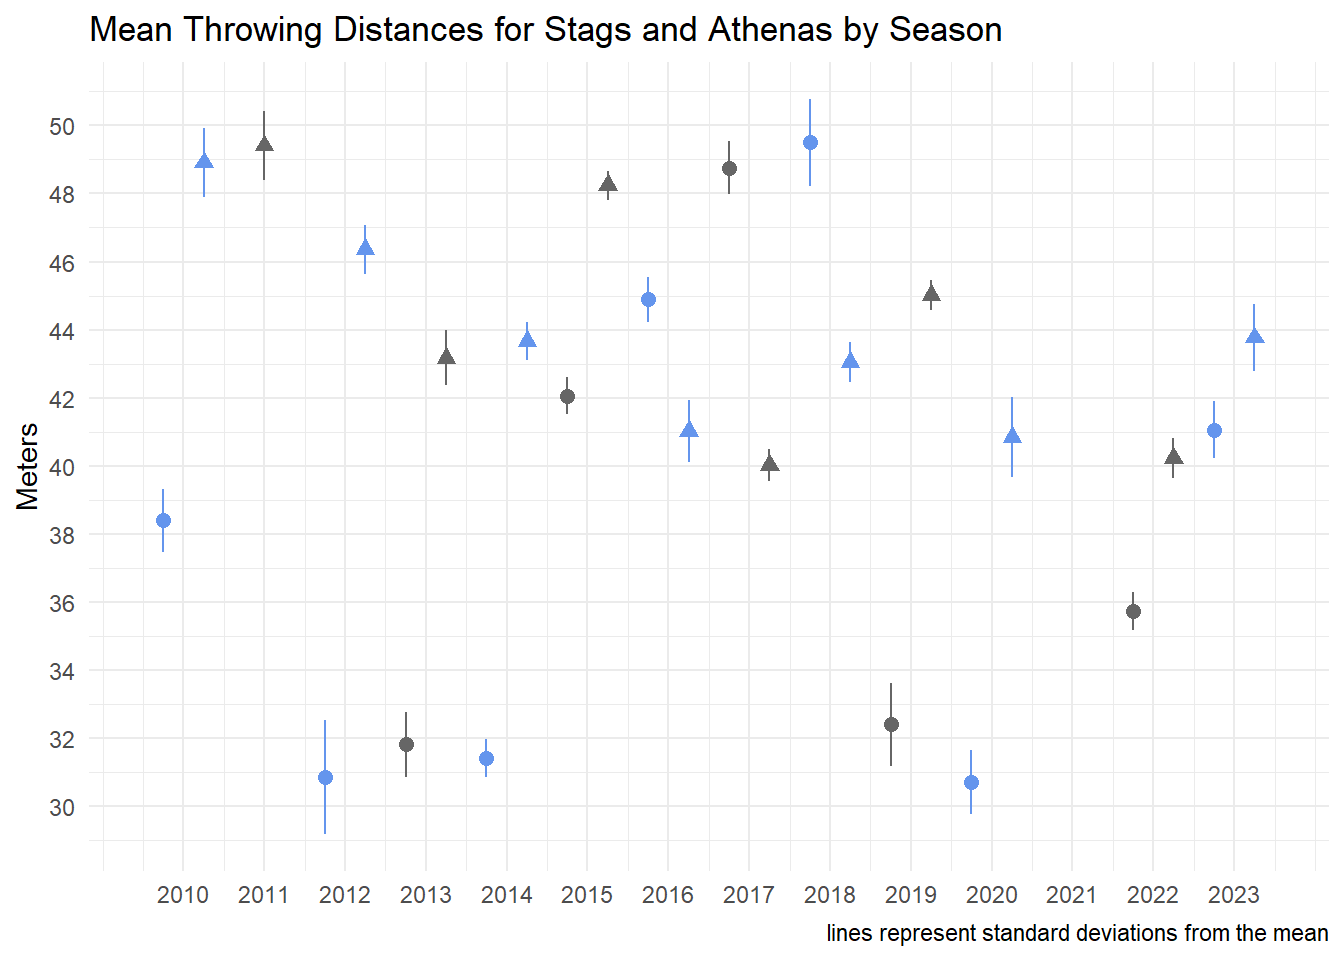 Mean Throwing Distances for Stags and Athenas by Season
Meters
50
48
46
44
42
40
38
36
34
32
30
2010 2011 2012 2013 2014 2015 2016 2017 2018 2019 2020 2021 2022 2023
lines represent standard deviations from the mean